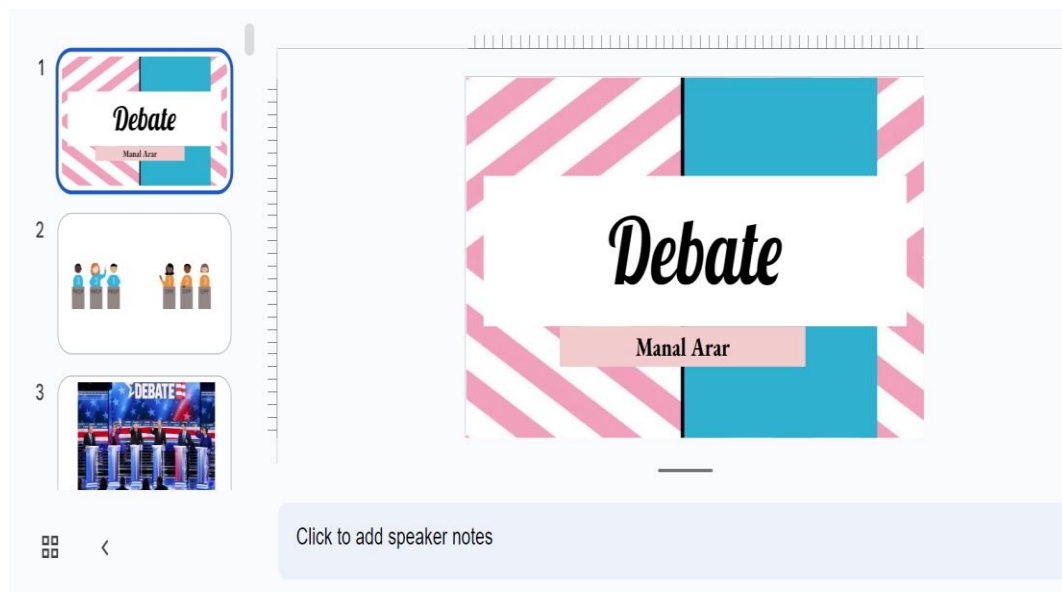 1
Debate
Manal Arar
2
3
DEBATE
Debate
Manal Arar
Click to add speaker notes